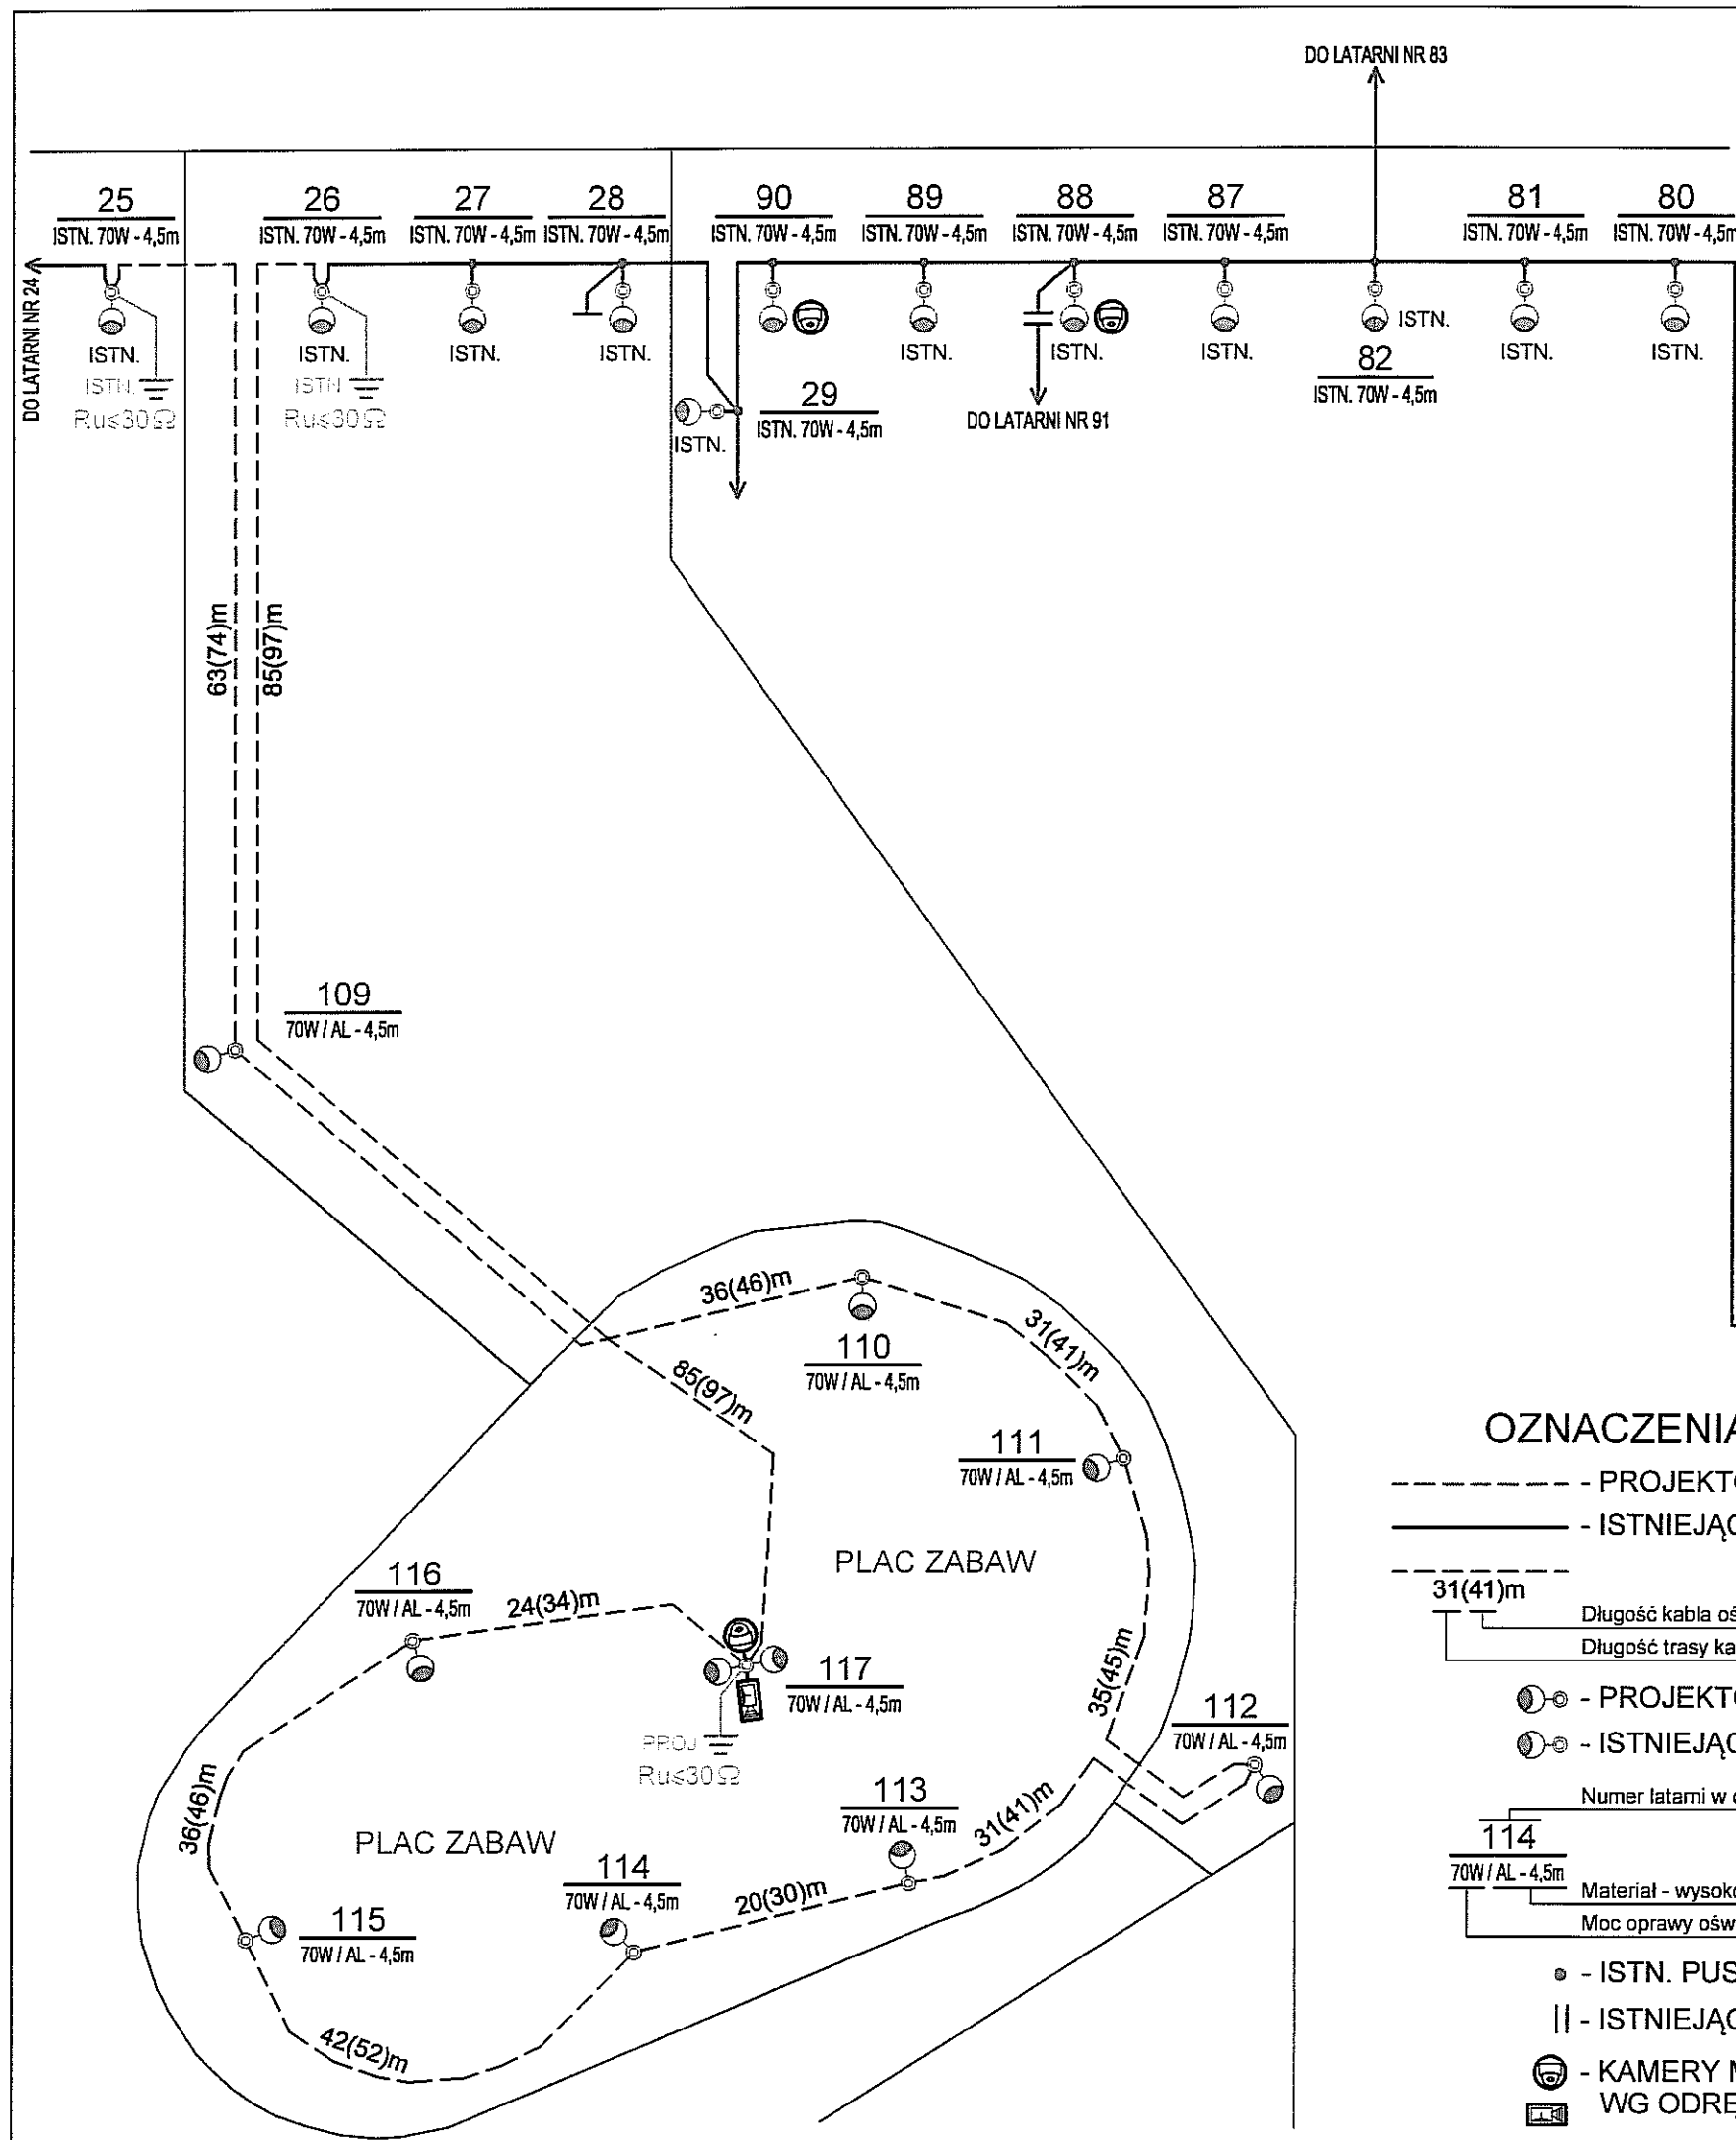 DO LATARNI NR 83
25
ISTN. 70W - 4,5m
26
ISTN. 70W - 4,5m
27
ISTN. 70W - 4,5m
28
ISTN. 70W - 4,5m
90
ISTN. 70W - 4,5m
89
ISTN. 70W - 4,5m
88
ISTN. 70W - 4,5m
87
ISTN. 70W - 4,5m
81
ISTN. 70W - 4,5m
80
ISTN. 70W - 4,5m
DO LATARNI NR 24
ISTN.
ISTN.
Ru≤30Ω
ISTN.
ISTN
Ru≤30Ω
ISTN.
ISTN.
ISTN.
29
ISTN. 70W - 4,5m
ISTN.
ISTN.
DO LATARNI NR 91
ISTN.
ISTN.
82
ISTN. 70W - 4,5m
ISTN.
ISTN.
63(74)m
85(97)m
109
70W / AL - 4,5m
36(46)m
110
70W / AL - 4,5m
31(41)m
85(97)m
111
70W / AL - 4,5m
PLAC ZABAW
116
70W / AL - 4,5m
24(34)m
117
70W / AL - 4,5m
PROJ
Ru≤30Ω
35(45)m
112
70W / AL - 4,5m
36(46)m
PLAC ZABAW
113
70W / AL - 4,5m
31(41)m
114
70W / AL - 4,5m
20(30)m
115
70W / AL - 4,5m
42(52)m
OZNACZENIA
- PROJEKTO
- ISTNIEJĄC
31(41)m
Długość kabla oś
Długość trasy ka
- PROJEKTO
- ISTNIEJĄC
Numer latarni w o
114
70W / AL - 4,5m
Materiał - wysoko
Moc oprawy ośw
- ISTN. PUS
- ISTNIEJĄC
- KAMERY M
WG ODRE